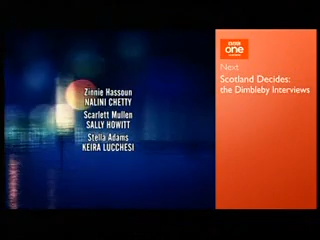 Zinnie Hassoun
NALINI CHETTY
Scarlett Mullen
SALLY HOWITT
Stella Adams
KEIRA LUCCHESI
BBC
one
Next
Scotland Decides:
the Dimbleby Interviews